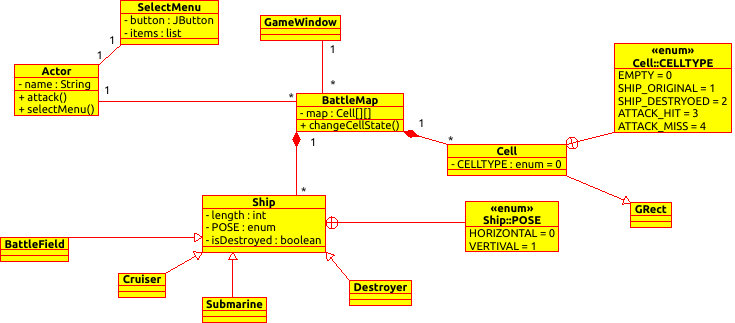 SelectMenu
- button : JButton
- items : list
GameWindow
1
1
1
Actor
- name : String
+ attack()
+ selectMenu()
1
*
*
BattleMap
- map : Cell[][]
+ changeCellState()
1
1
*
*
«enum»
Cell::CELLTYPE
EMPTY = 0
SHIP_ORIGINAL = 1
SHIP_DESTRYOED = 2
ATTACK_HIT = 3
ATTACK_MISS = 4
Cell
- CELLTYPE : enum = 0
GRect
Ship
- length : int
- POSE : enum
- isDestroyed : boolean
«enum»
Ship::POSE
HORIZONTAL = 0
VERTIVAL = 1
BattleField
Cruiser
Submarine
Destroyer